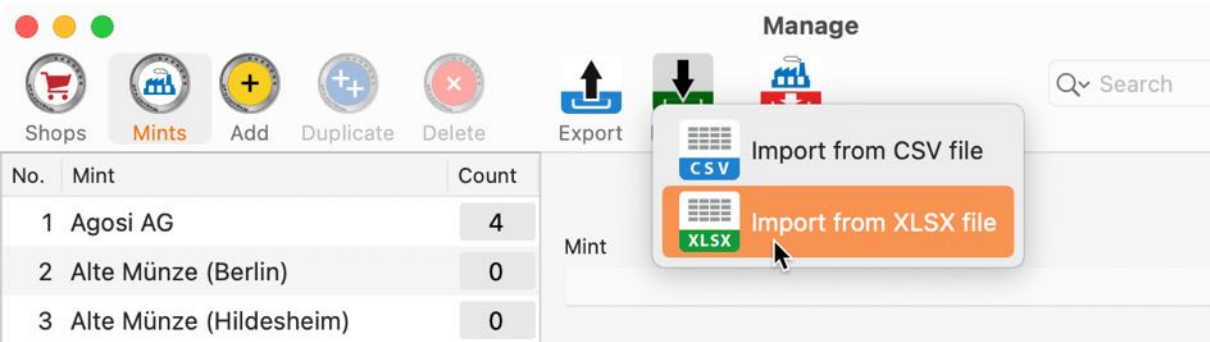 Manage
Shops
Mints
Add
Duplicate
Delete
Export
Search
CSV
Import from CSV file
XLSX
Import from XLSX file
No. Mint Count
1 Agosi AG 4
2 Alte Münze (Berlin) 0
3 Alte Münze (Hildesheim) 0
Mint